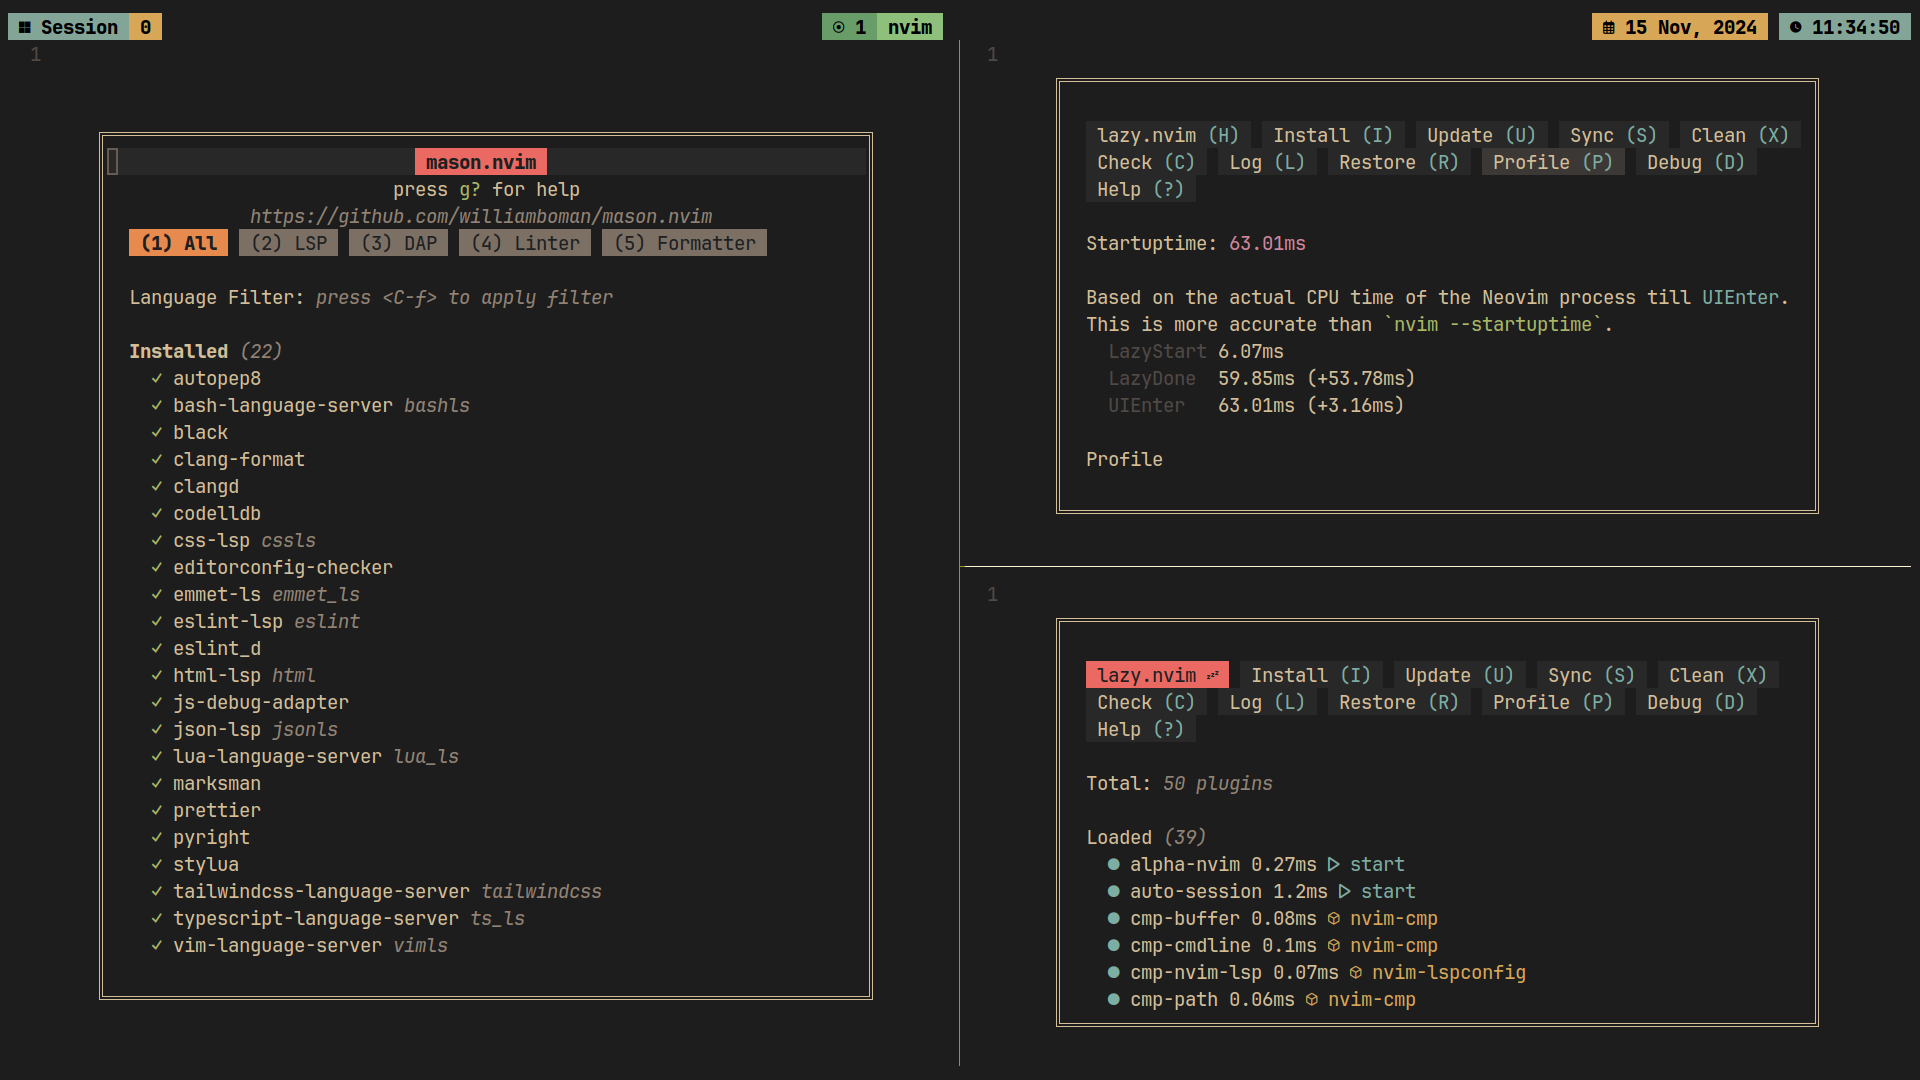 Session 0
1 nvim
15 Nov, 2024 11:34:50
1
mason.nvim
press g? for help
https://github.com/williamboman/mason.nvim
(1) All (2) LSP (3) DAP (4) Linter (5) Formatter
Language Filter: press <C-f> to apply filter
Installed (22)
✓ autopep8
✓ bash-language-server bashls
✓ black
✓ clang-format
✓ clangd
✓ codelldb
✓ css-lsp cssls
✓ editorconfig-checker
✓ emmet-ls emmet_ls
✓ eslint-lsp eslint
✓ eslint_d
✓ html-lsp html
✓ js-debug-adapter
✓ json-lsp jsonls
✓ lua-language-server lua_ls
✓ marksman
✓ prettier
✓ pyright
✓ stylua
✓ tailwindcss-language-server tailwindcss
✓ typescript-language-server ts_ls
✓ vim-language-server vimls
1
lazy.nvim (H) Install (I) Update (U) Sync (S) Clean (X)
Check (C) Log (L) Restore (R) Profile (P) Debug (D)
Help (?)
Startuptime: 63.01ms
Based on the actual CPU time of the Neovim process till UIEnter.
This is more accurate than `nvim --startuptime`.
LazyStart 6.07ms
LazyDone 59.85ms (+53.78ms)
UIEnter 63.01ms (+3.16ms)
Profile
1
lazy.nvim zzz Install (I) Update (U) Sync (S) Clean (X)
Check (C) Log (L) Restore (R) Profile (P) Debug (D)
Help (?)
Total: 50 plugins
Loaded (39)
● alpha-nvim 0.27ms ▷ start
● auto-session 1.2ms ▷ start
● cmp-buffer 0.08ms nvim-cmp
● cmp-cmdline 0.1ms nvim-cmp
● cmp-nvim-lsp 0.07ms nvim-lspconfig
● cmp-path 0.06ms nvim-cmp